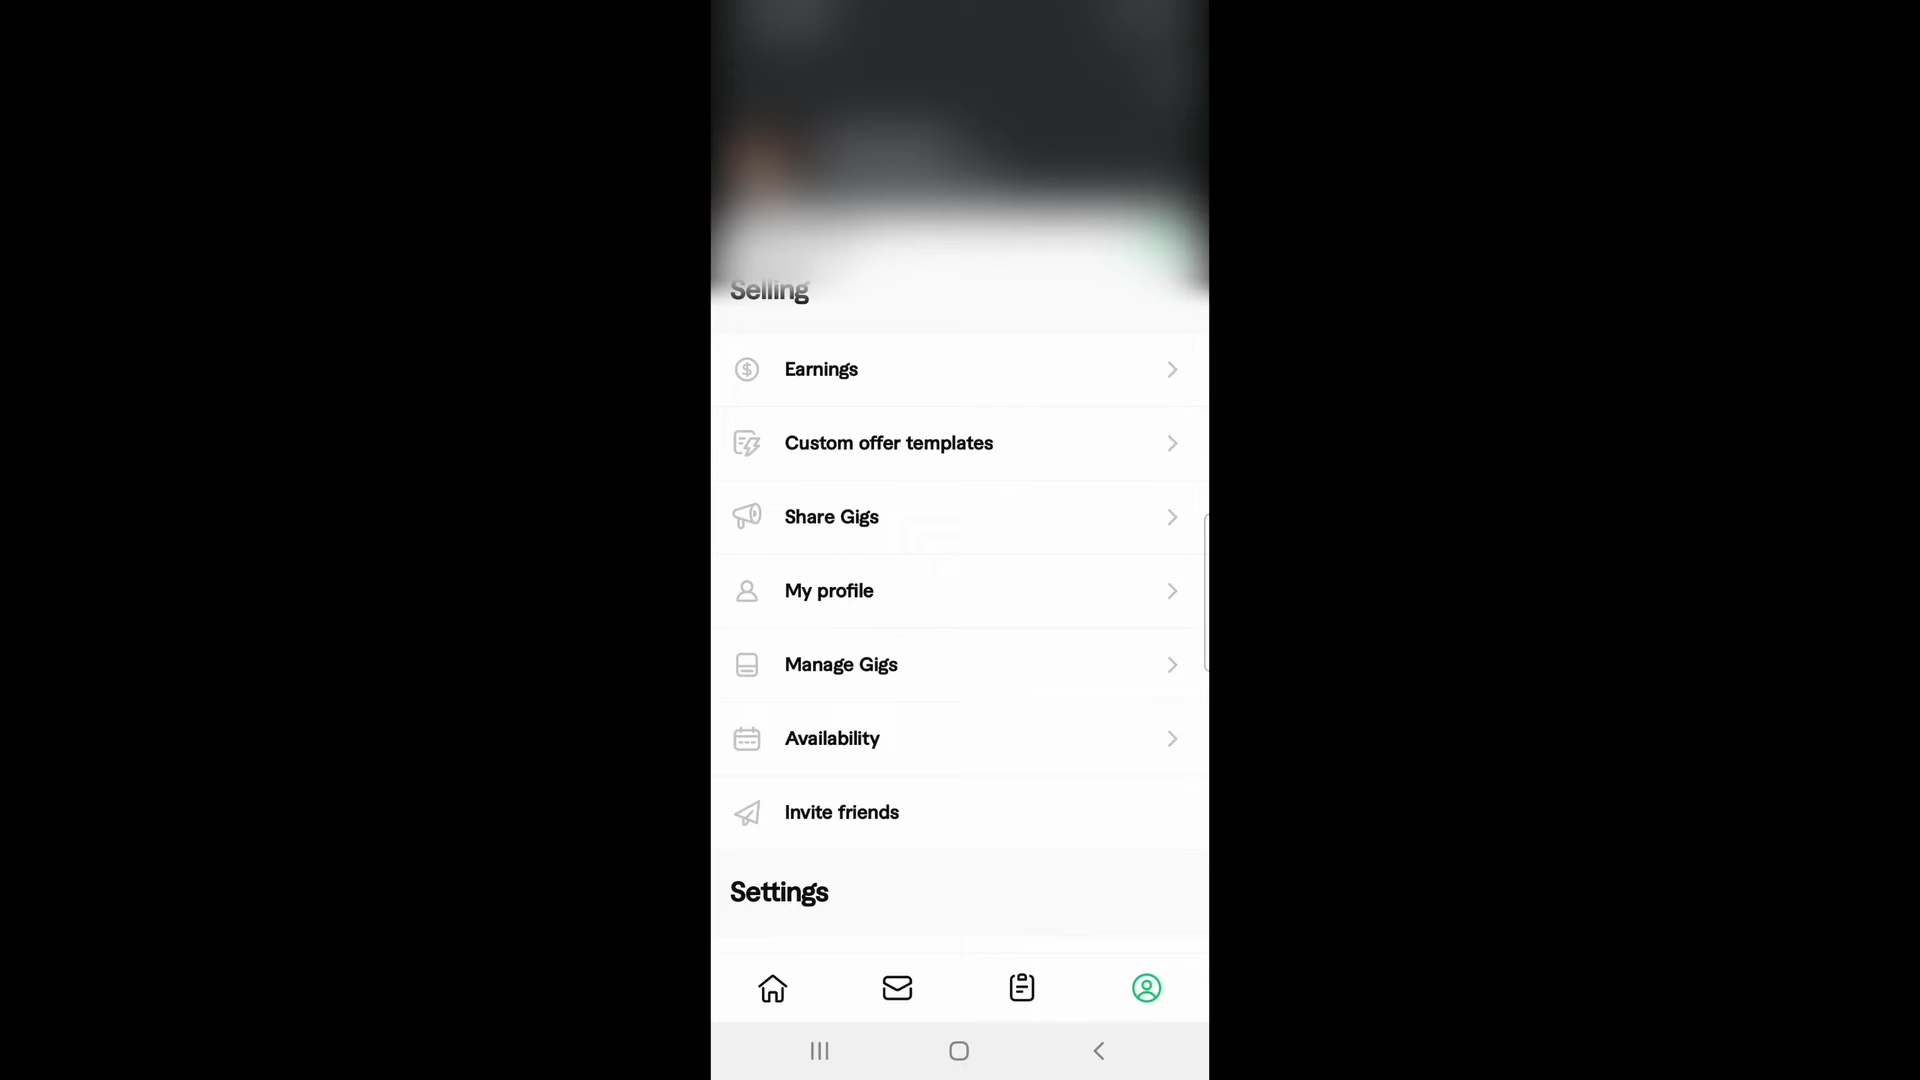 Selling
Earnings
Custom offer templates
Share Gigs
My profile
Manage Gigs
Availability
Invite friends
Settings